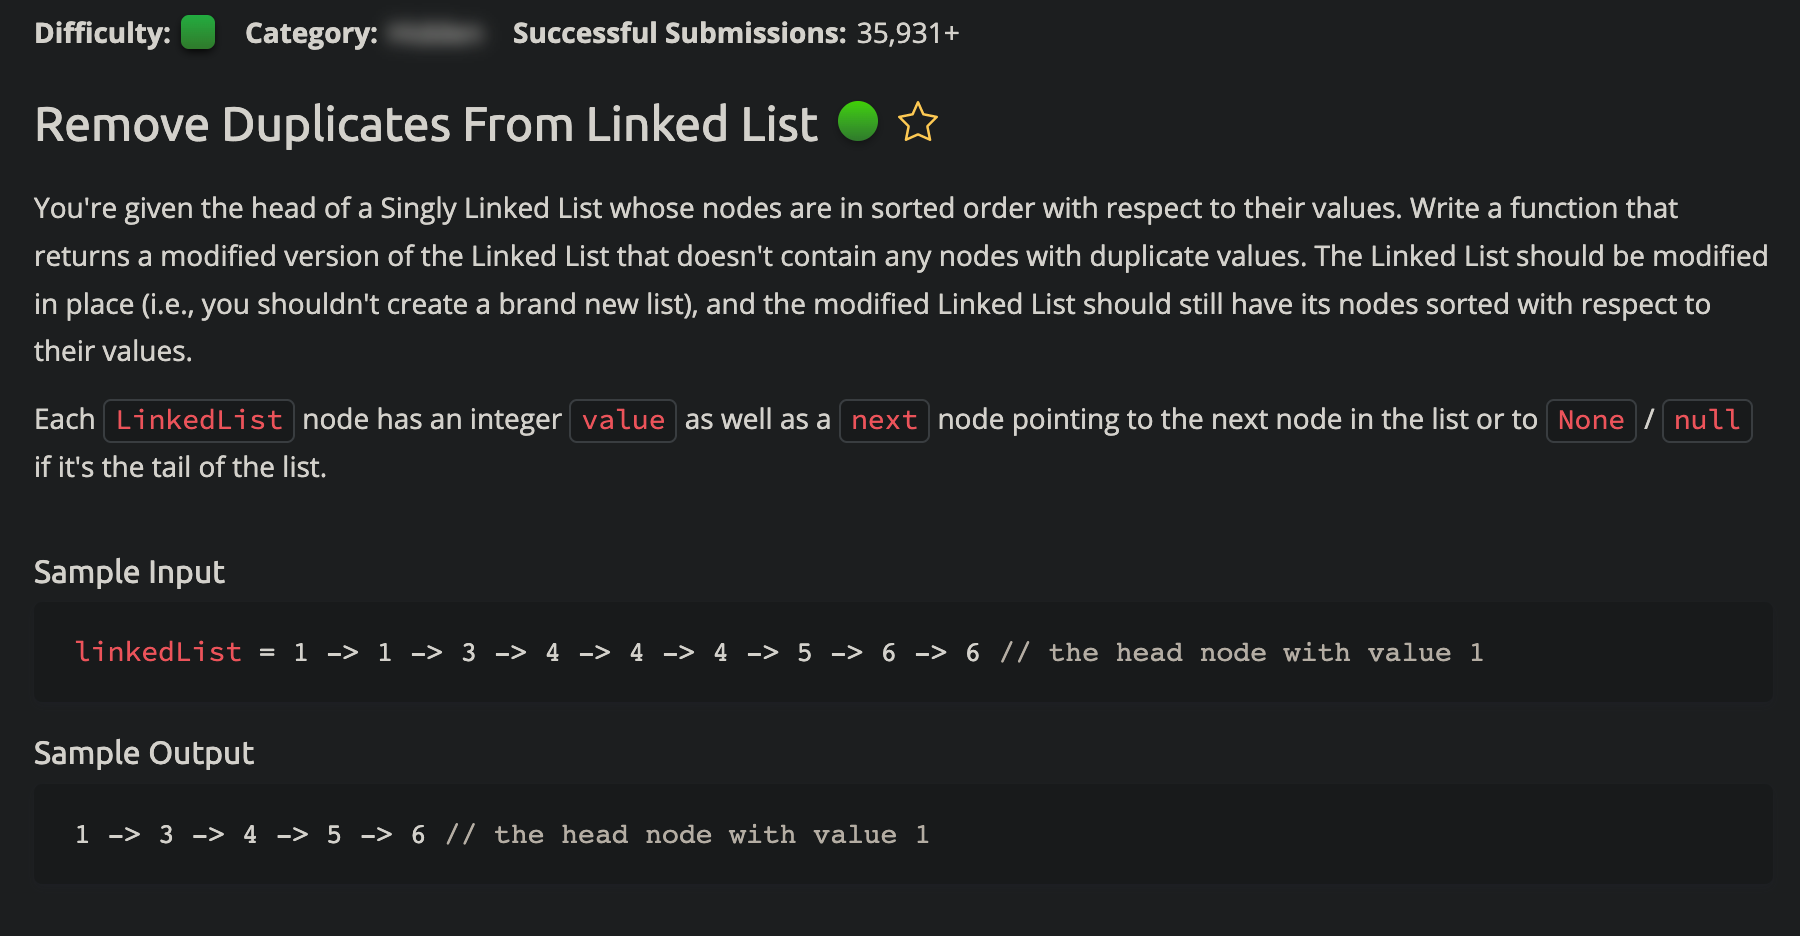 Difficulty: Category: Successful Submissions: 35,931+
Remove Duplicates From Linked List
You're given the head of a Singly Linked List whose nodes are in sorted order with respect to their values. Write a function that
returns a modified version of the Linked List that doesn't contain any nodes with duplicate values. The Linked List should be modified
in place (i.e., you shouldn't create a brand new list), and the modified Linked List should still have its nodes sorted with respect to
their values.
Each LinkedList node has an integer value as well as a next node pointing to the next node in the list or to None / null
if it's the tail of the list.
Sample Input
linkedList = 1 -> 1 -> 3 -> 4 -> 4 -> 4 -> 5 -> 6 -> 6 // the head node with value 1
Sample Output
1 -> 3 -> 4 -> 5 -> 6 // the head node with value 1